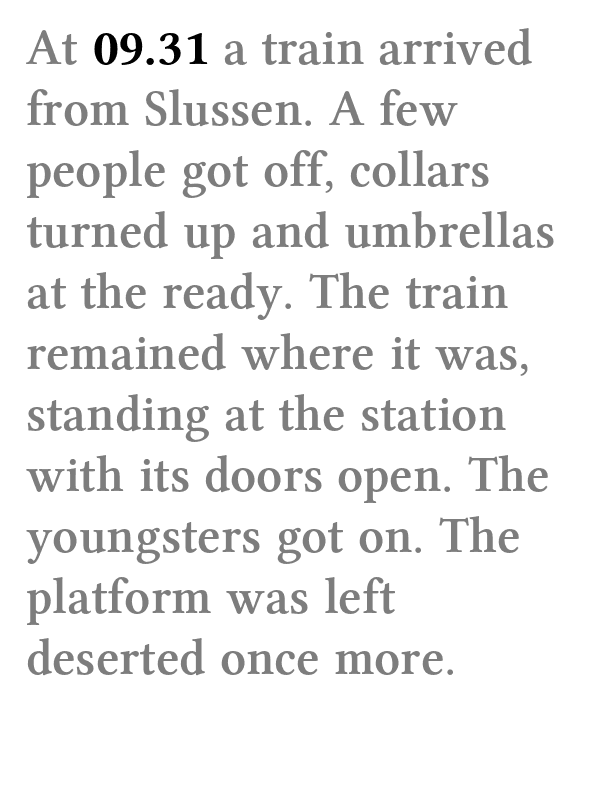 At 09.31 a train arrived
from Slussen. A few
people got off, collars
turned up and umbrellas
at the ready. The train
remained where it was,
standing at the station
with its doors open. The
youngsters got on. The
platform was left
deserted once more.